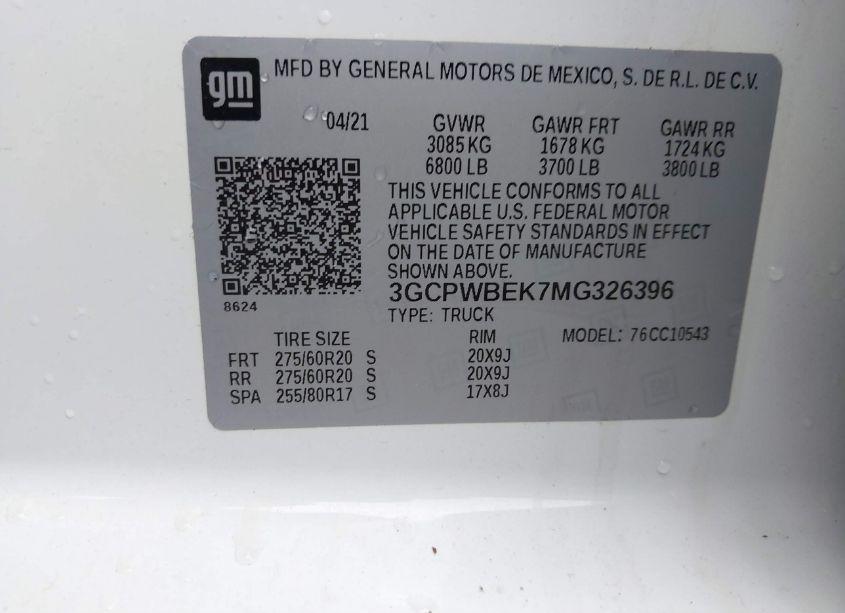 gm MFD BY GENERAL MOTORS DE MEXICO, S. DE R.L. DE C.V.
04/21 GVWR GAWR FRT GAWR RR
3085 KG 1678 KG 1724 KG
6800 LB 3700 LB 3800 LB
THIS VEHICLE CONFORMS TO ALL
APPLICABLE U.S. FEDERAL MOTOR
VEHICLE SAFETY STANDARDS IN EFFECT
ON THE DATE OF MANUFACTURE
SHOWN ABOVE.
8624 3GCPWBEK7MG326396
TYPE: TRUCK
TIRE SIZE RIM MODEL: 76CC10543
FRT 275/60R20 S 20X9J
RR 275/60R20 S 20X9J
SPA 255/80R17 S 17X8J